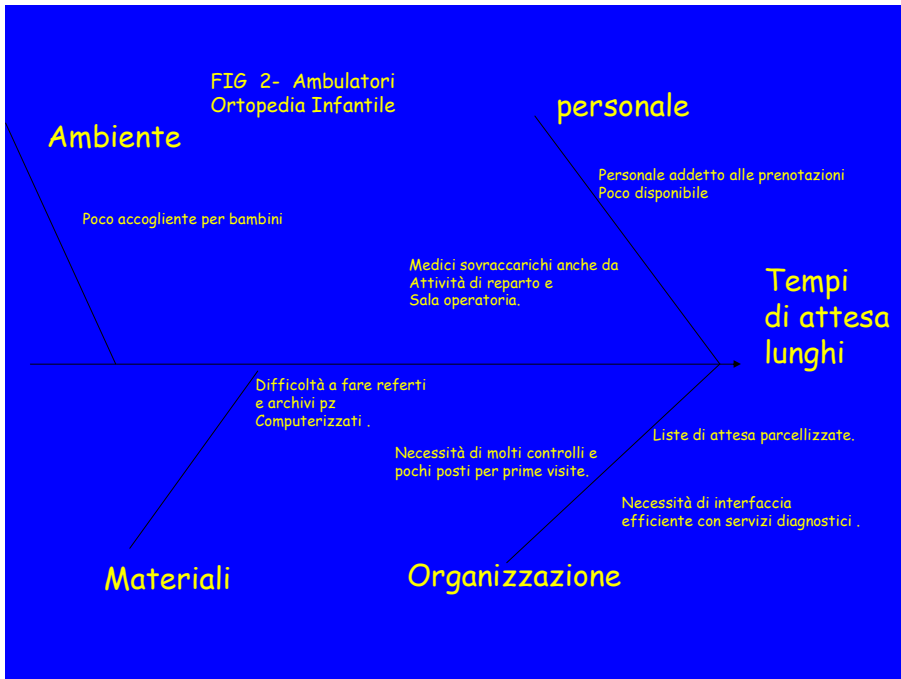 FIG 2- Ambulatori
Ortopedia Infantile
Ambiente
Poco accogliente per bambini
personale
Personale addetto alle prenotazioni
Poco disponibile
Medici sovraccarichi anche da
Attività di reparto e
Sala operatoria.
Tempi
di attesa
lunghi
Difficoltà a fare referti
e archivi pz
Computerizzati .
Materiali
Necessità di molti controlli e
pochi posti per prime visite.
Liste di attesa parcellizzate.
Necessità di interfaccia
efficiente con servizi diagnostici .
Organizzazione